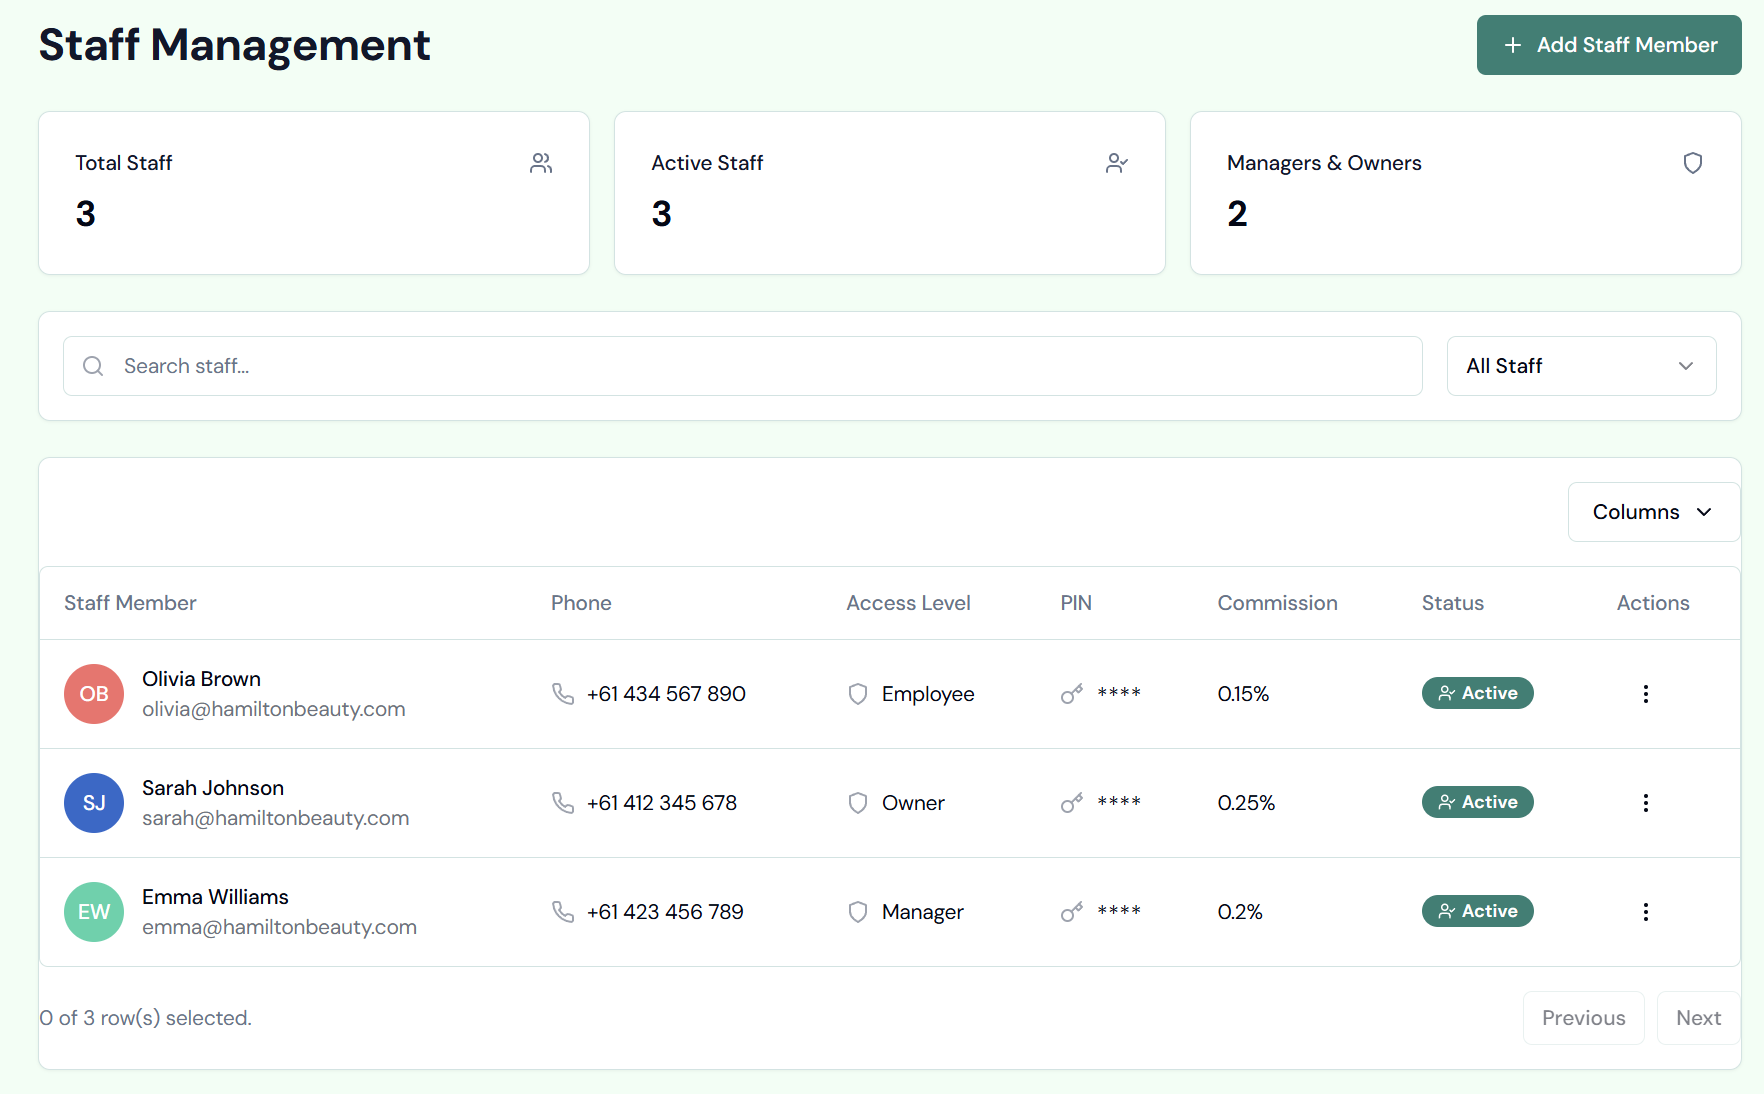 Staff Management
Add Staff Member
Total Staff
3
Active Staff
3
Managers & Owners
2
Search staff...
All Staff
Columns
Staff Member Phone Access Level PIN Commission Status Actions
OB Olivia Brown
olivia@hamiltonbeauty.com
+61 434 567 890 Employee **** 0.15% Active
SJ Sarah Johnson
sarah@hamiltonbeauty.com
+61 412 345 678 Owner **** 0.25% Active
EW Emma Williams
emma@hamiltonbeauty.com
+61 423 456 789 Manager **** 0.2% Active
0 of 3 row(s) selected.
Previous Next